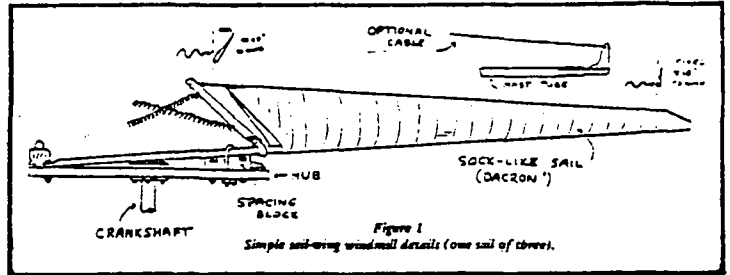 OPTIONAL
CABLE
MAST TUBE
SOCK-LIKE SAIL
(DACRON')
HUB
SPACING
BLOCK
CRANKSHAFT
Figure 1
Simple sail-wing windmill details (one sail of three).